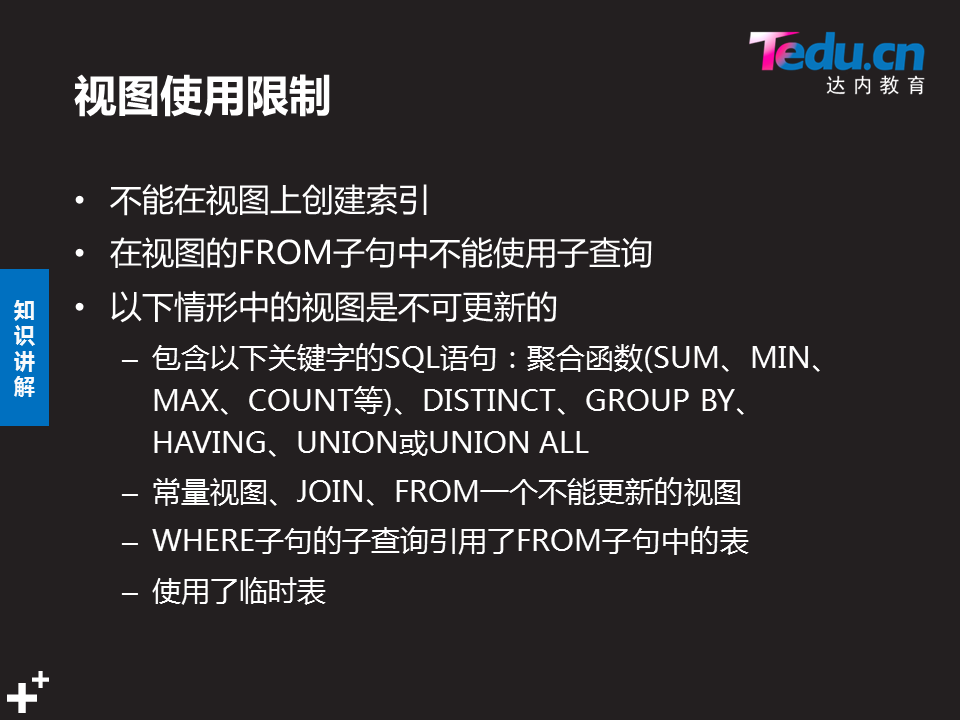 Tedu.cn
达内教育
视图使用限制
• 不能在视图上创建索引
• 在视图的FROM子句中不能使用子查询
• 以下情形中的视图是不可更新的
– 包含以下关键字的SQL语句：聚合函数(SUM、MIN、
MAX、COUNT等)、DISTINCT、GROUP BY、
HAVING、UNION或UNION ALL
– 常量视图、JOIN、FROM一个不能更新的视图
– WHERE子句的子查询引用了FROM子句中的表
– 使用了临时表
知识讲解